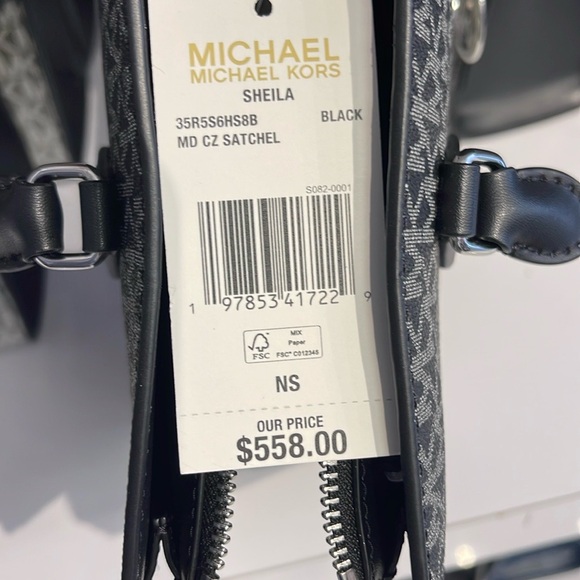 MICHAEL
MICHAEL KORS
SHEILA
35R5S6HS8B BLACK
MD CZ SATCHEL
S082-0001
1 97853 41722 9
FSC
MIX
Paper
FSC™ C012345
NS
OUR PRICE
$558.00